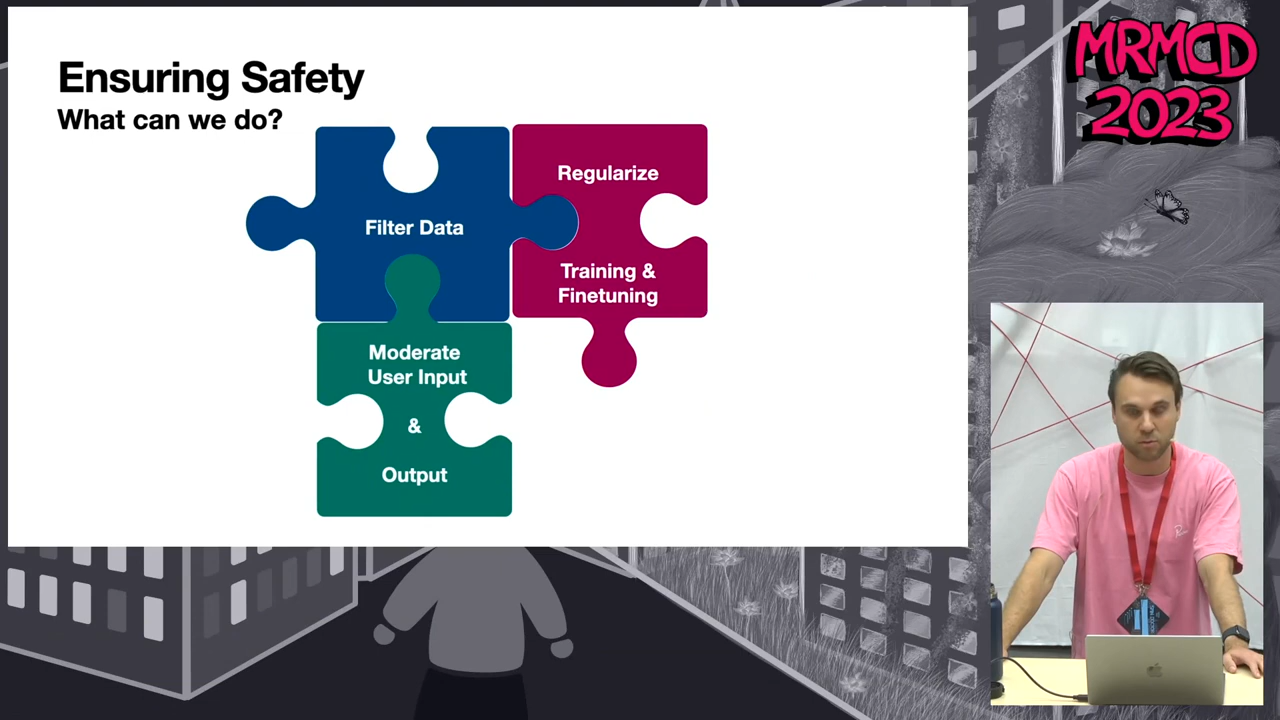 Ensuring Safety
What can we do?
Filter Data
Regularize
Training &
Finetuning
Moderate
User Input
&
Output
MRMCD
2023